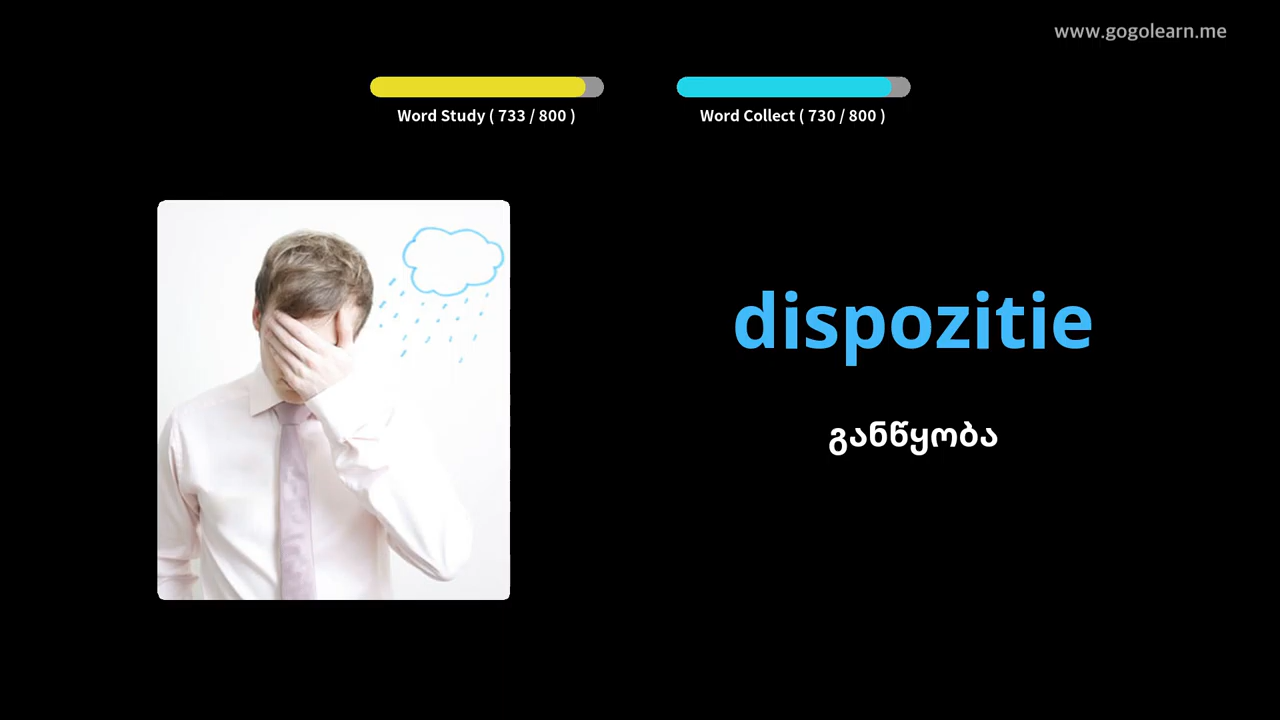 www.gogolearn.me
Word Study ( 733 / 800 )
Word Collect ( 730 / 800 )
dispozitie
განწყობა